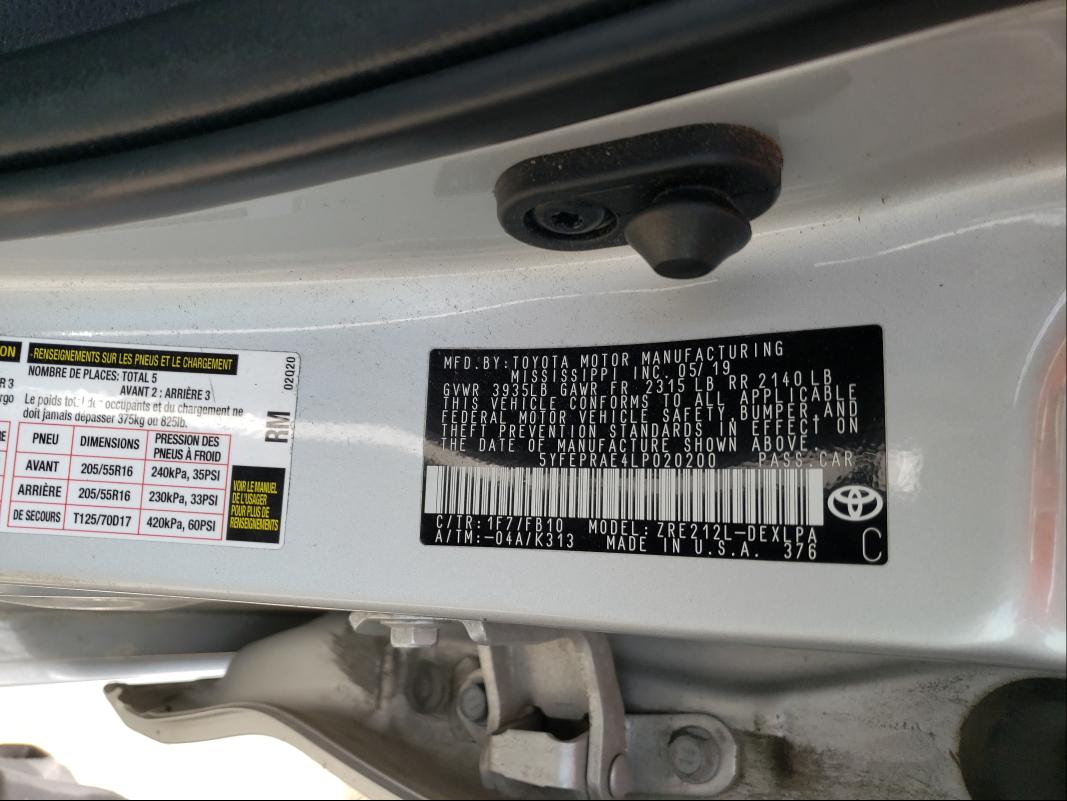 ON
R 3
rgo
RE
- RENSEIGNEMENTS SUR LES PNEUS ET LE CHARGEMENT
NOMBRE DE PLACES: TOTAL 5
AVANT 2 : ARRIÈRE 3
Le poids total des occupants et du chargement ne
doit jamais dépasser 375kg ou 825lb.
PNEU DIMENSIONS PRESSION DES PNEUS À FROID
AVANT 205/55R16 240kPa, 35PSI
ARRIÈRE 205/55R16 230kPa, 33PSI
DE SECOURS T125/70D17 420kPa, 60PSI
VOIR LE MANUEL
DE L'USAGER
POUR PLUS DE
RENSEIGNEMENTS
02020
RM
MFD. BY: TOYOTA MOTOR MANUFACTURING
MISSISSIPPI INC. 05/19
GVWR 3935LB GAWR FR. 2315 LB RR 2140 LB
THIS VEHICLE CONFORMS TO ALL APPLICABLE
FEDERAL MOTOR VEHICLE SAFETY, BUMPER, AND
THEFT PREVENTION STANDARDS IN EFFECT ON
THE DATE OF MANUFACTURE SHOWN ABOVE.
5YFEPRAE4LP020200 PASS. CAR
C/TR: 1F7/FB10 MODEL: ZRE212L-DEXLPA
A/TM: -04A/K313 MADE IN U.S.A. 376
C